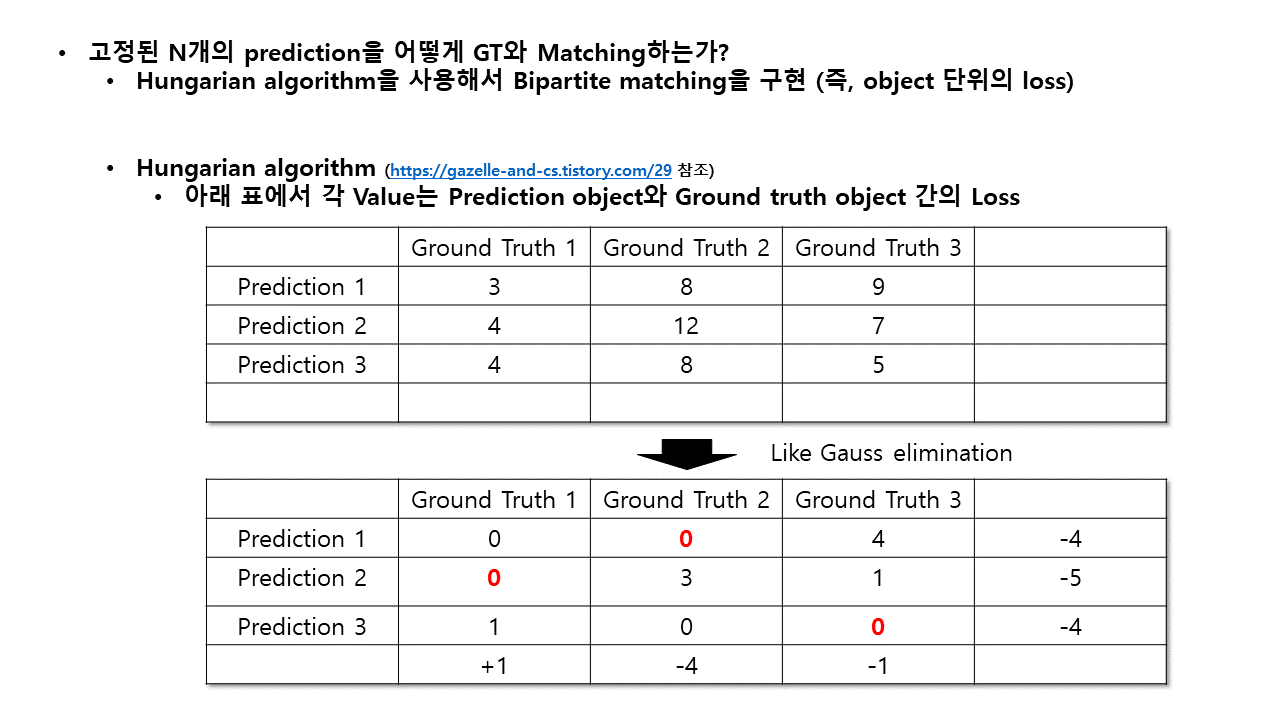 • 고정된 N개의 prediction을 어떻게 GT와 Matching하는가?
• Hungarian algorithm을 사용해서 Bipartite matching을 구현 (즉, object 단위의 loss)
• Hungarian algorithm (https://gazelle-and-cs.tistory.com/29 참조)
• 아래 표에서 각 Value는 Prediction object와 Ground truth object 간의 Loss
Ground Truth 1 Ground Truth 2 Ground Truth 3
Prediction 1 3 8 9
Prediction 2 4 12 7
Prediction 3 4 8 5
Like Gauss elimination
Ground Truth 1 Ground Truth 2 Ground Truth 3
Prediction 1 0 0 4 -4
Prediction 2 0 3 1 -5
Prediction 3 1 0 0 -4
+1 -4 -1